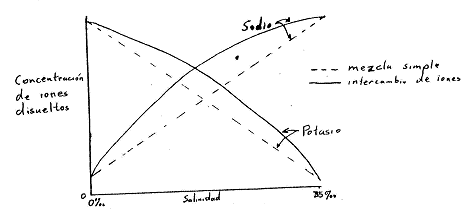 Sodio
mezcla simple
intercambio de iones
Concentración
de iones
disueltos
Potasio
0
0‰
Salinidad
35‰